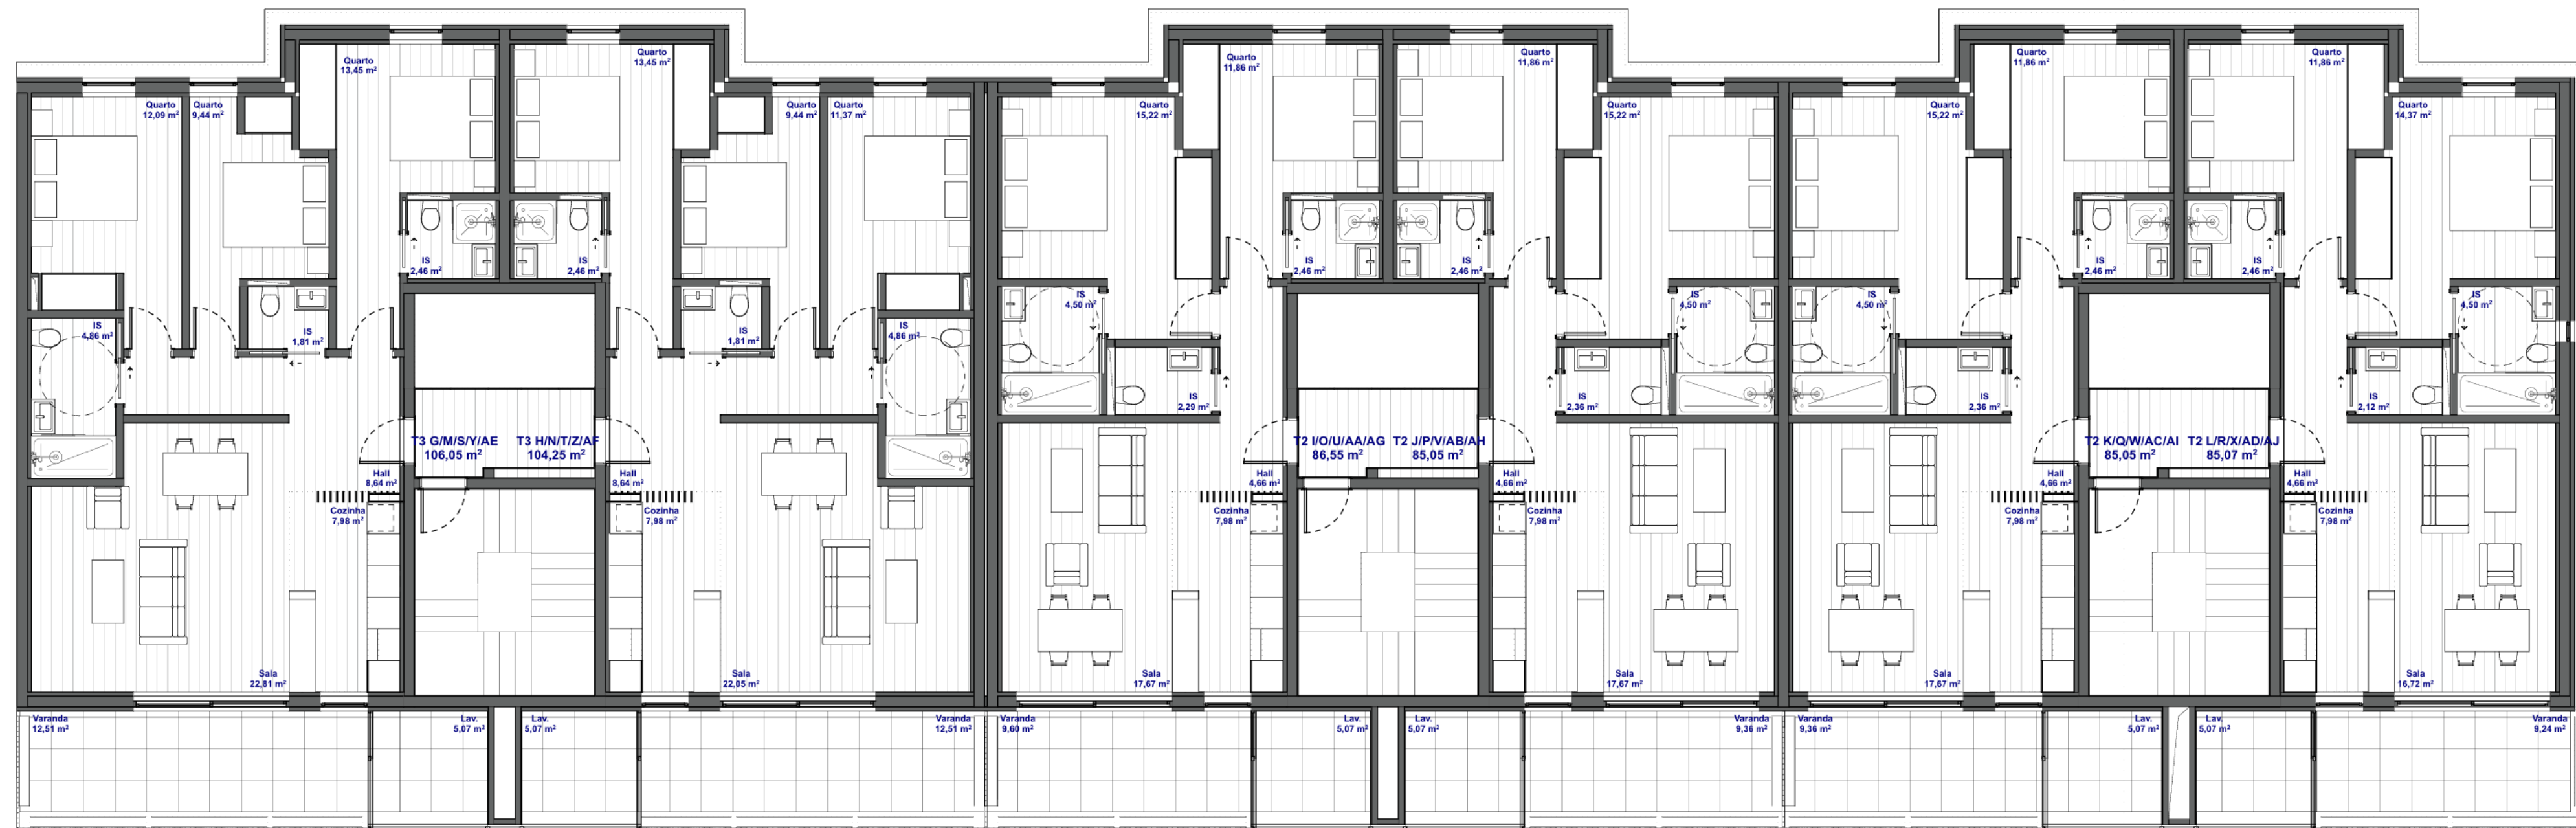 Quarto
13,45 m²
Quarto
13,45 m²
Quarto
11,86 m²
Quarto
11,86 m²
Quarto
11,86 m²
Quarto
11,86 m²
Quarto
12,09 m²
Quarto
9,44 m²
Quarto
9,44 m²
Quarto
11,37 m²
Quarto
15,22 m²
Quarto
15,22 m²
Quarto
15,22 m²
Quarto
14,37 m²
IS
2,46 m²
IS
2,46 m²
IS
2,46 m²
IS
2,46 m²
IS
2,46 m²
IS
2,46 m²
IS
4,50 m²
IS
4,50 m²
IS
4,50 m²
IS
4,50 m²
IS
4,86 m²
IS
1,81 m²
IS
1,81 m²
IS
4,86 m²
IS
2,29 m²
IS
2,36 m²
IS
2,36 m²
IS
2,12 m²
T3 G/M/S/Y/AE
106,05 m²
T3 H/N/T/Z/AF
104,25 m²
T2 I/O/U/AA/AG
86,55 m²
T2 J/P/V/AB/AH
85,05 m²
T2 K/Q/W/AC/AI
85,05 m²
T2 L/R/X/AD/AJ
85,07 m²
Hall
8,64 m²
Hall
8,64 m²
Hall
4,66 m²
Hall
4,66 m²
Hall
4,66 m²
Hall
4,66 m²
Cozinha
7,98 m²
Cozinha
7,98 m²
Cozinha
7,98 m²
Cozinha
7,98 m²
Cozinha
7,98 m²
Cozinha
7,98 m²
Sala
22,81 m²
Sala
22,05 m²
Sala
17,67 m²
Sala
17,67 m²
Sala
17,67 m²
Sala
16,72 m²
Varanda
12,51 m²
Lav.
5,07 m²
Lav.
5,07 m²
Varanda
12,51 m²
Varanda
9,60 m²
Lav.
5,07 m²
Lav.
5,07 m²
Varanda
9,36 m²
Varanda
9,36 m²
Lav.
5,07 m²
Lav.
5,07 m²
Varanda
9,24 m²